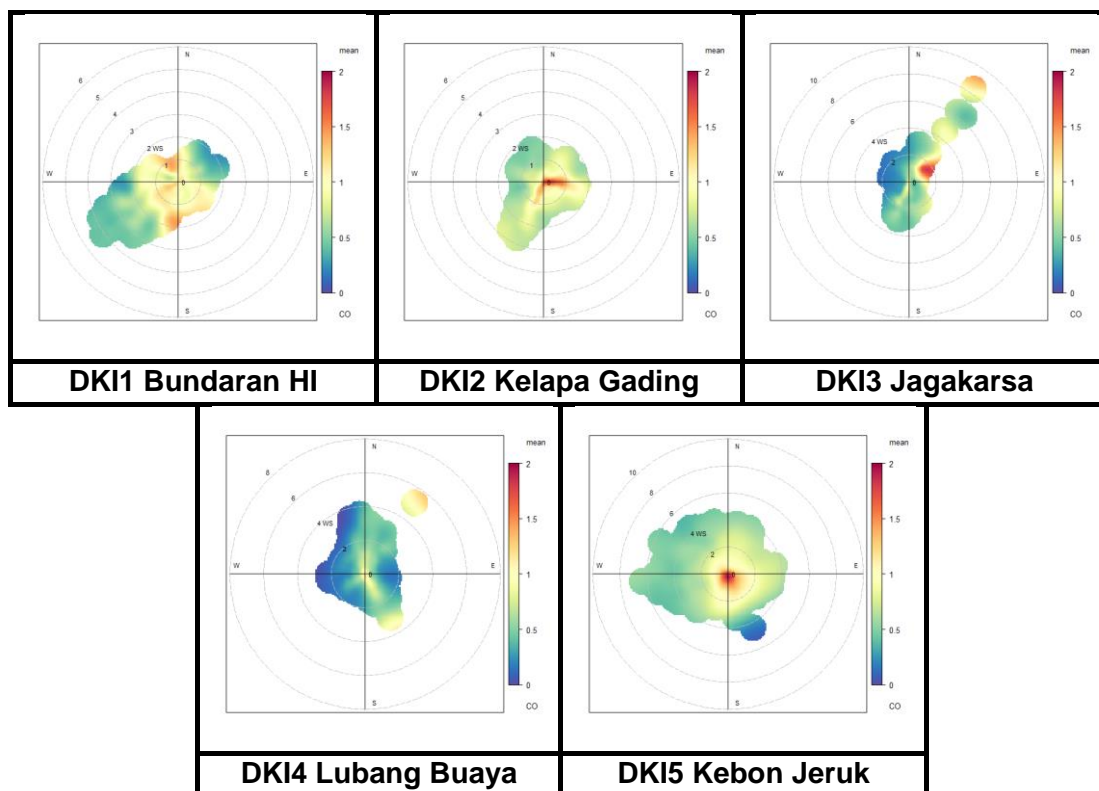 mean
N
6
5
4
3
2 WS
1
0
W
E
S
2
1.5
1
0.5
0
CO
mean
N
6
5
4
3
2 WS
1
0
W
E
S
2
1.5
1
0.5
0
CO
mean
N
10
8
6
4 WS
2
0
W
E
S
2
1.5
1
0.5
0
CO
DKI1 Bundaran HI
DKI2 Kelapa Gading
DKI3 Jagakarsa
mean
N
8
6
4 WS
2
0
W
E
S
2
1.5
1
0.5
0
CO
mean
N
10
8
6
4 WS
2
0
W
E
S
2
1.5
1
0.5
0
CO
DKI4 Lubang Buaya
DKI5 Kebon Jeruk